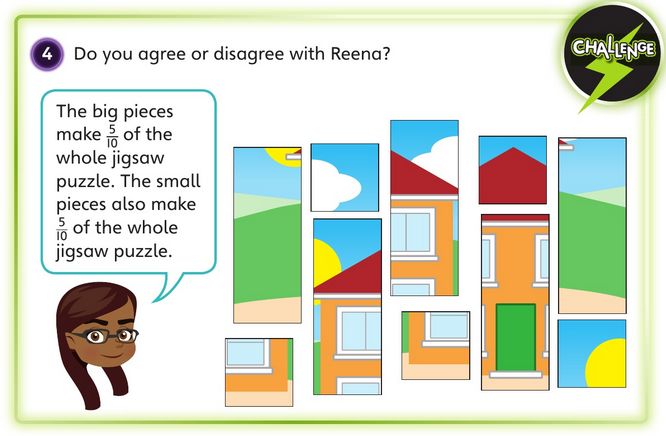 CHALLENGE
4 Do you agree or disagree with Reena?
The big pieces
make 5/10 of the
whole jigsaw
puzzle. The small
pieces also make
5/10 of the whole
jigsaw puzzle.